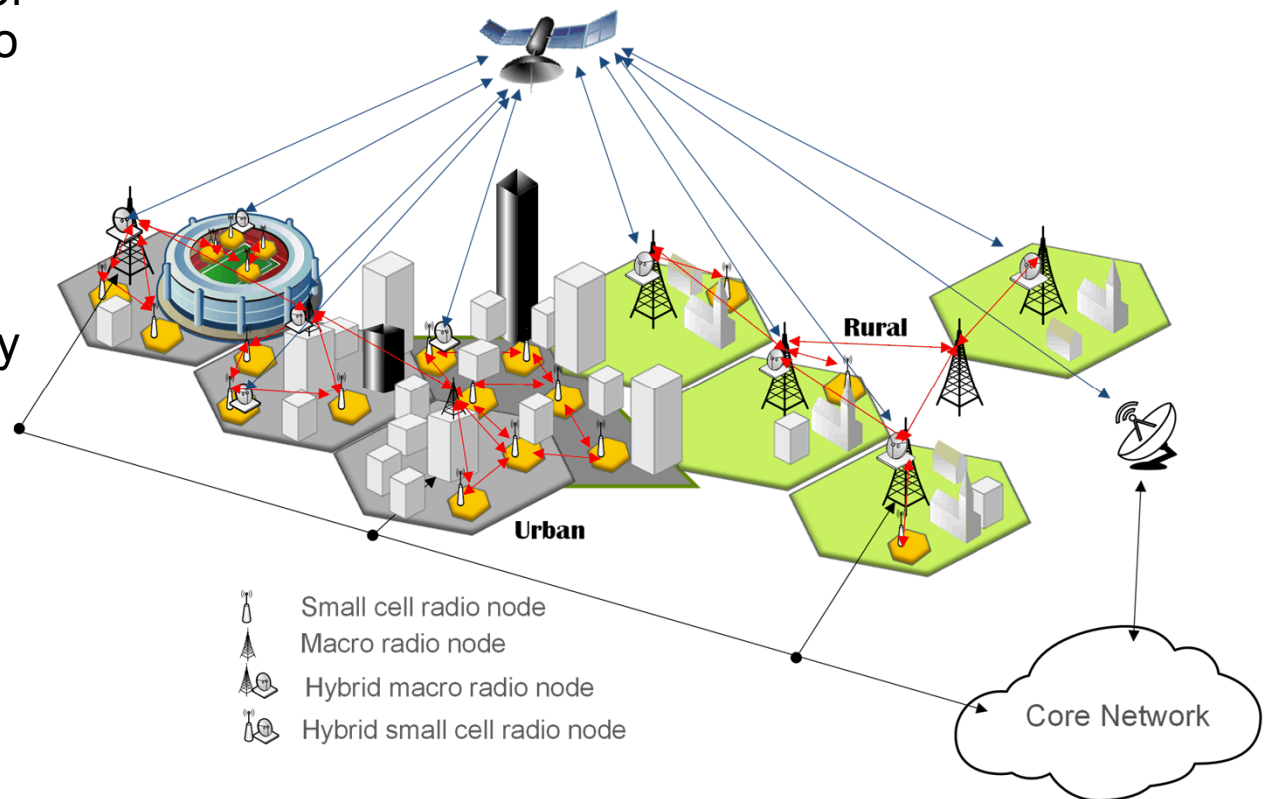 Rural
Urban
Small cell radio node
Macro radio node
Hybrid macro radio node
Hybrid small cell radio node
Core Network